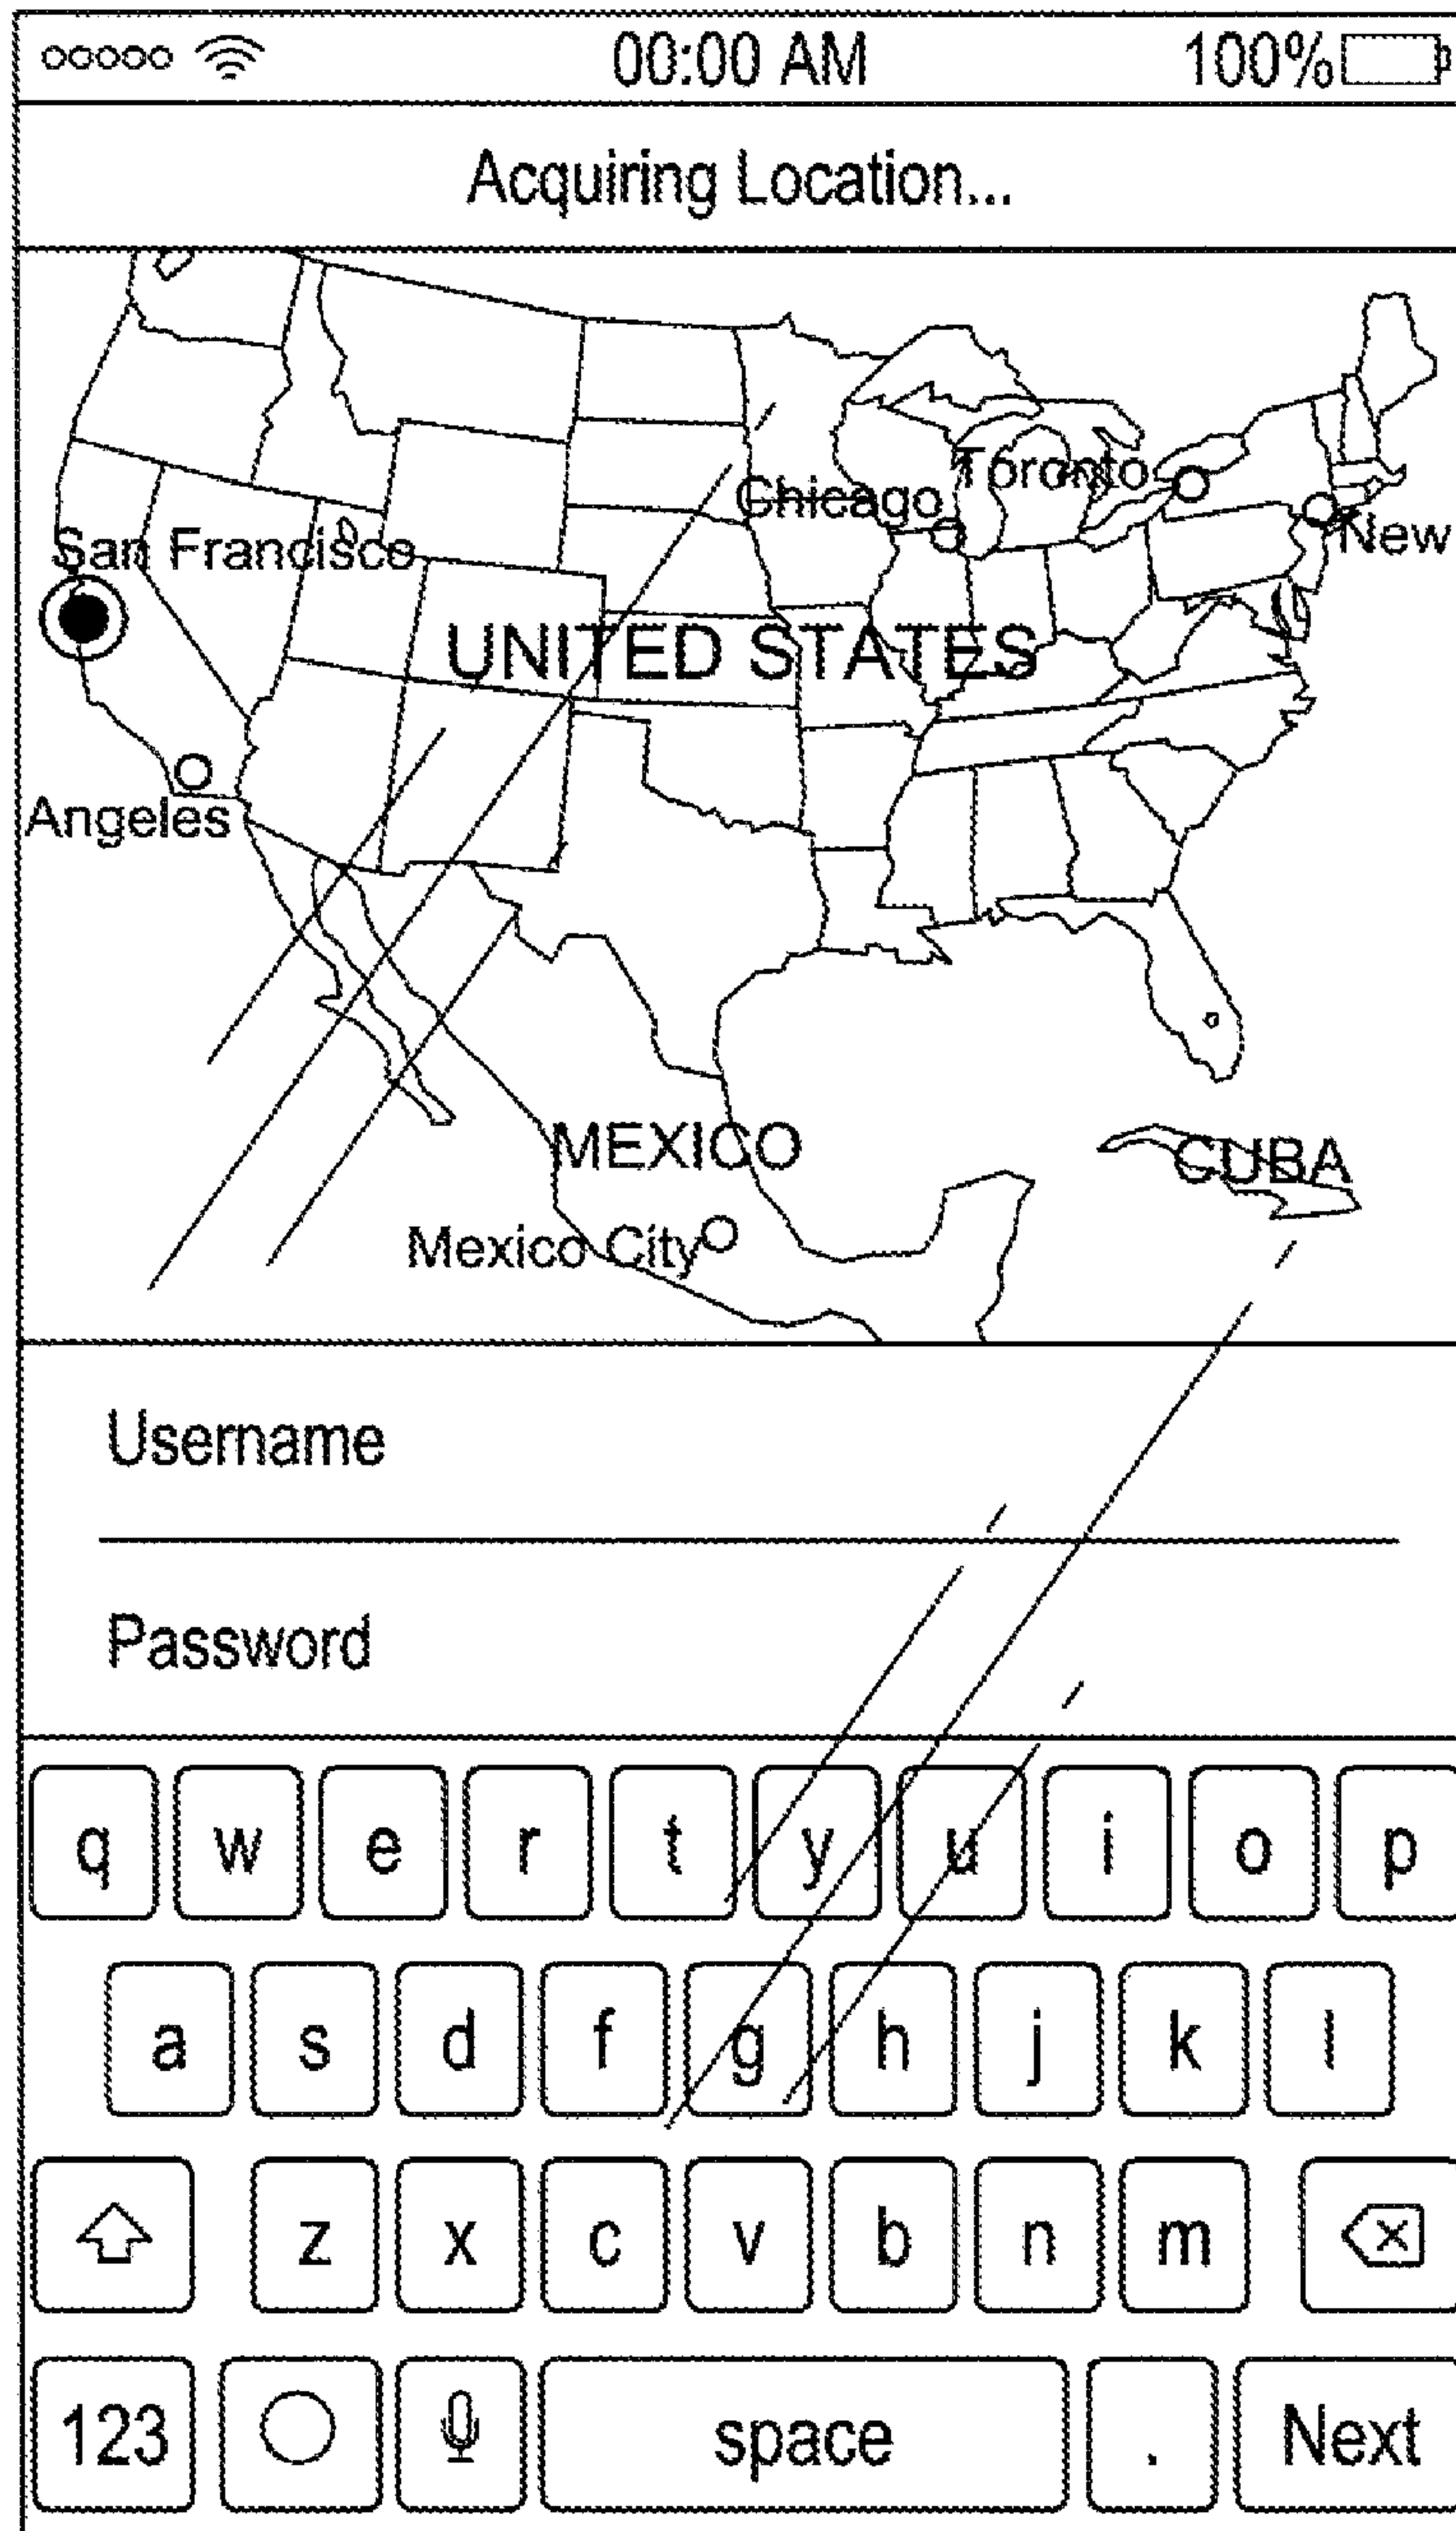 00:00 AM 100%
Acquiring Location...
Toronto
Chicago
New
San Francisco
UNITED STATES
Angeles
MEXICO
CUBA
Mexico City
Username
Password
q w e r t y u i o p
a s d f g h j k l
z x c v b n m
123 space . Next